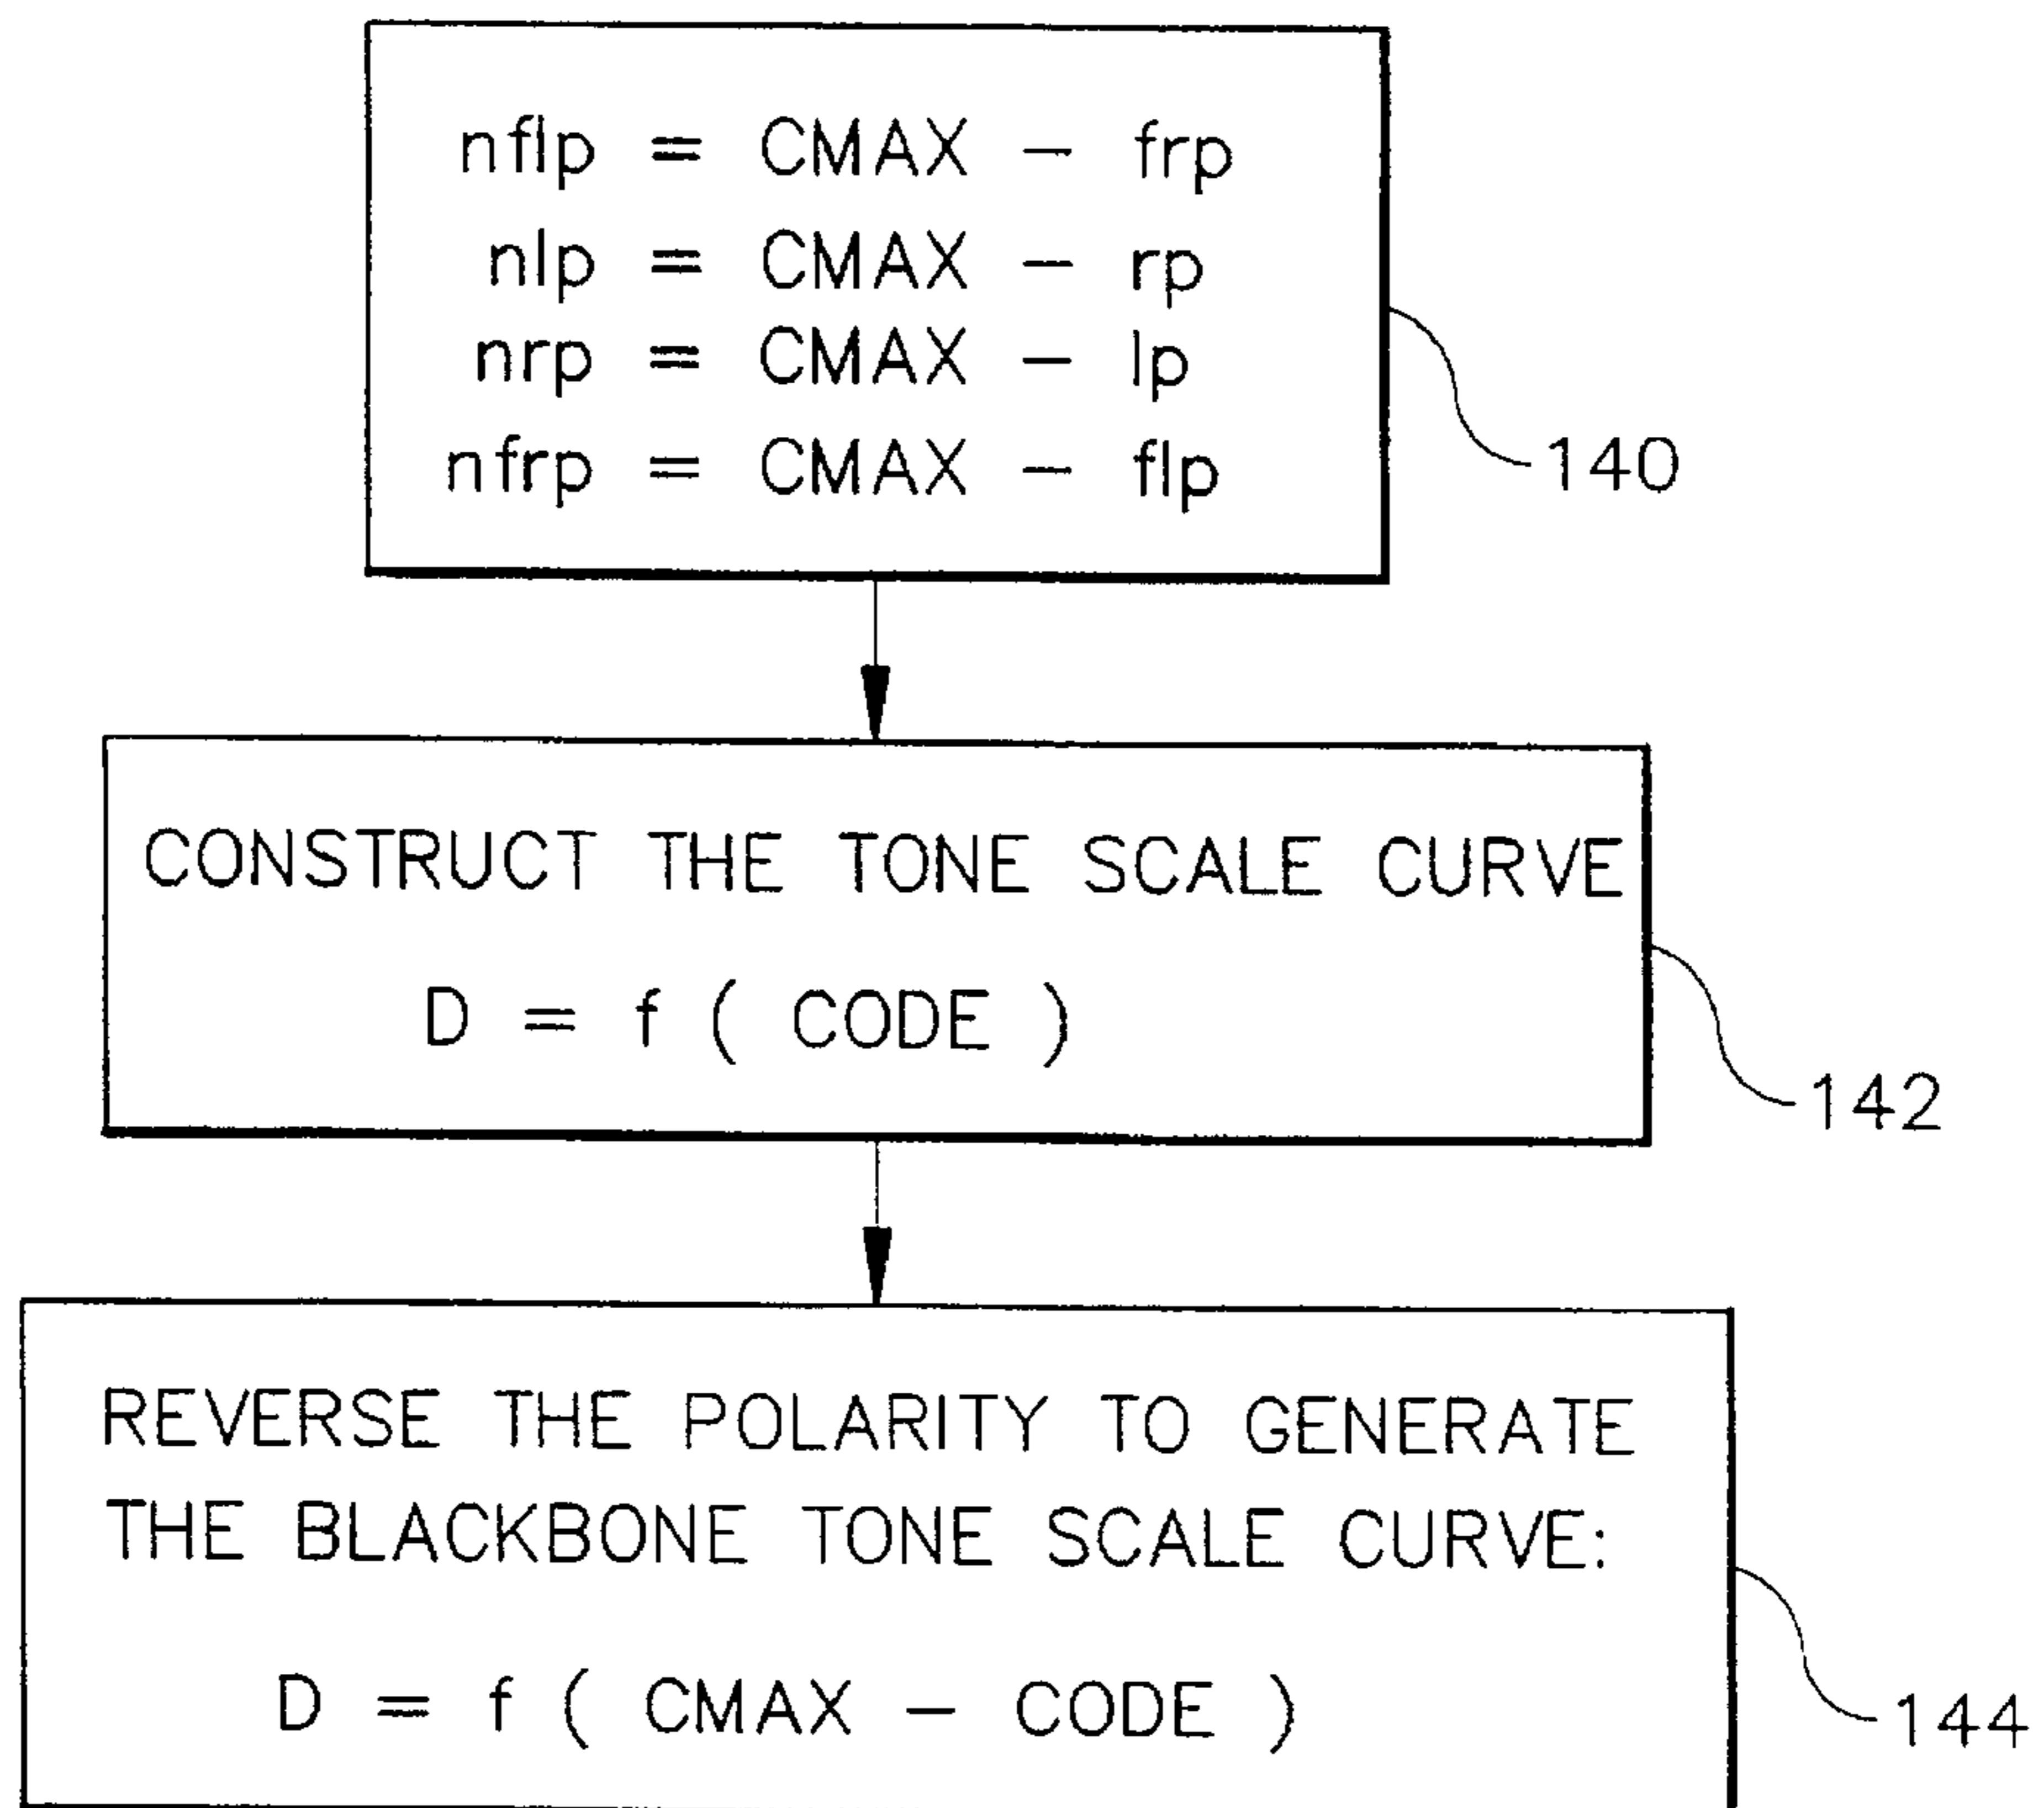 nflp = CMAX - frp
nlp = CMAX - rp
nrp = CMAX - lp
nfrp = CMAX - flp
140
CONSTRUCT THE TONE SCALE CURVE
D = f ( CODE )
142
REVERSE THE POLARITY TO GENERATE
THE BLACKBONE TONE SCALE CURVE:
D = f ( CMAX - CODE )
144